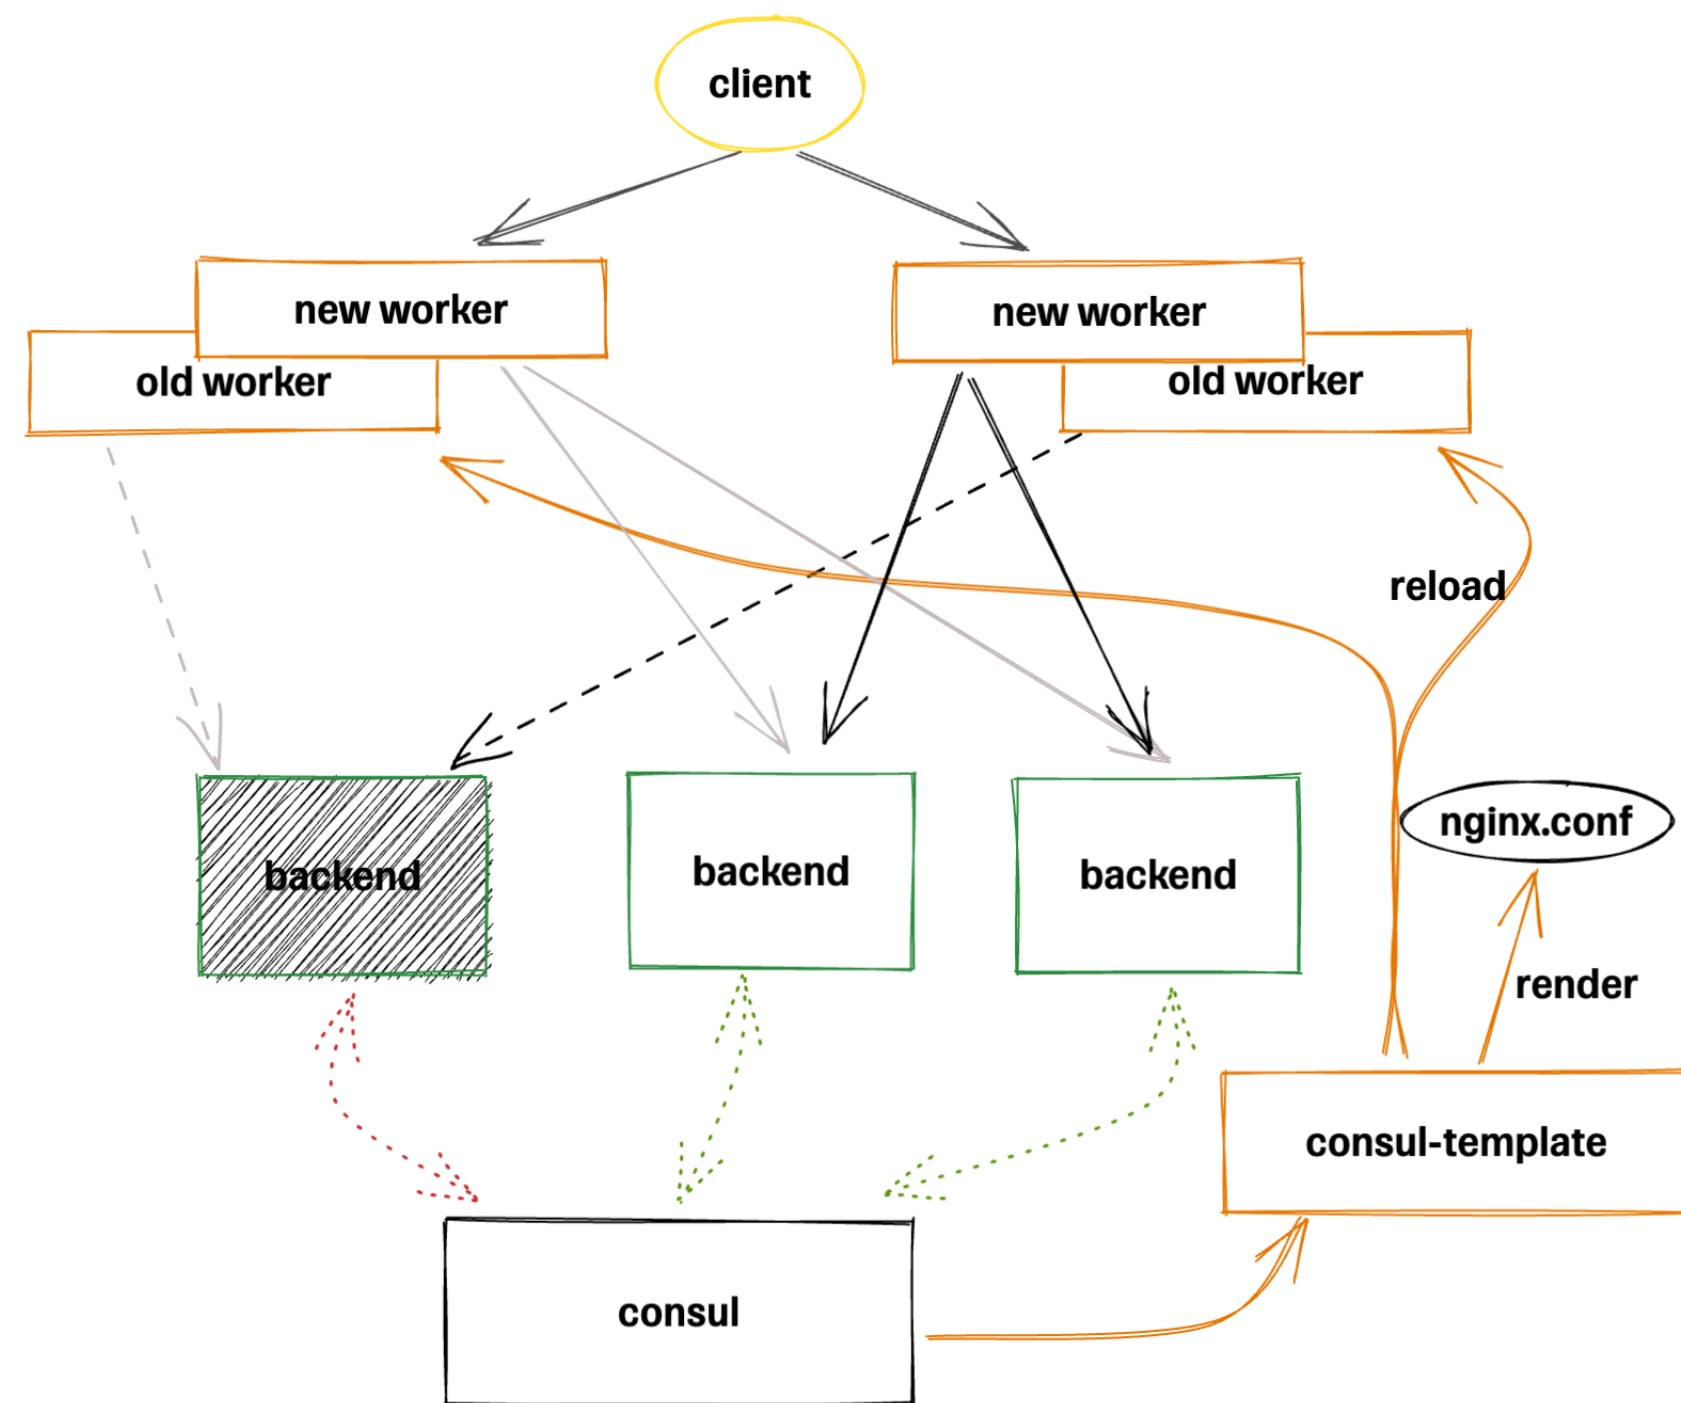 client
new worker
new worker
old worker
old worker
reload
nginx.conf
backend
backend
backend
render
consul-template
consul